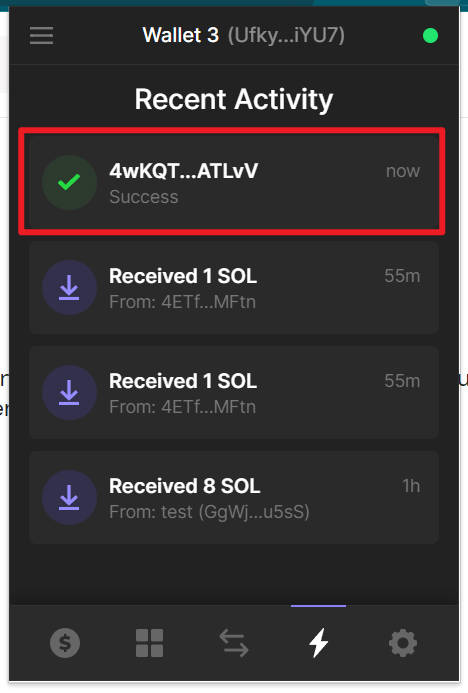 Wallet 3 (Ufky...iYU7)
Recent Activity
4wKQT...ATLvV now
Success
Received 1 SOL 55m
From: 4ETf...MFtn
Received 1 SOL 55m
From: 4ETf...MFtn
Received 8 SOL 1h
From: test (GgWj...u5sS)
$